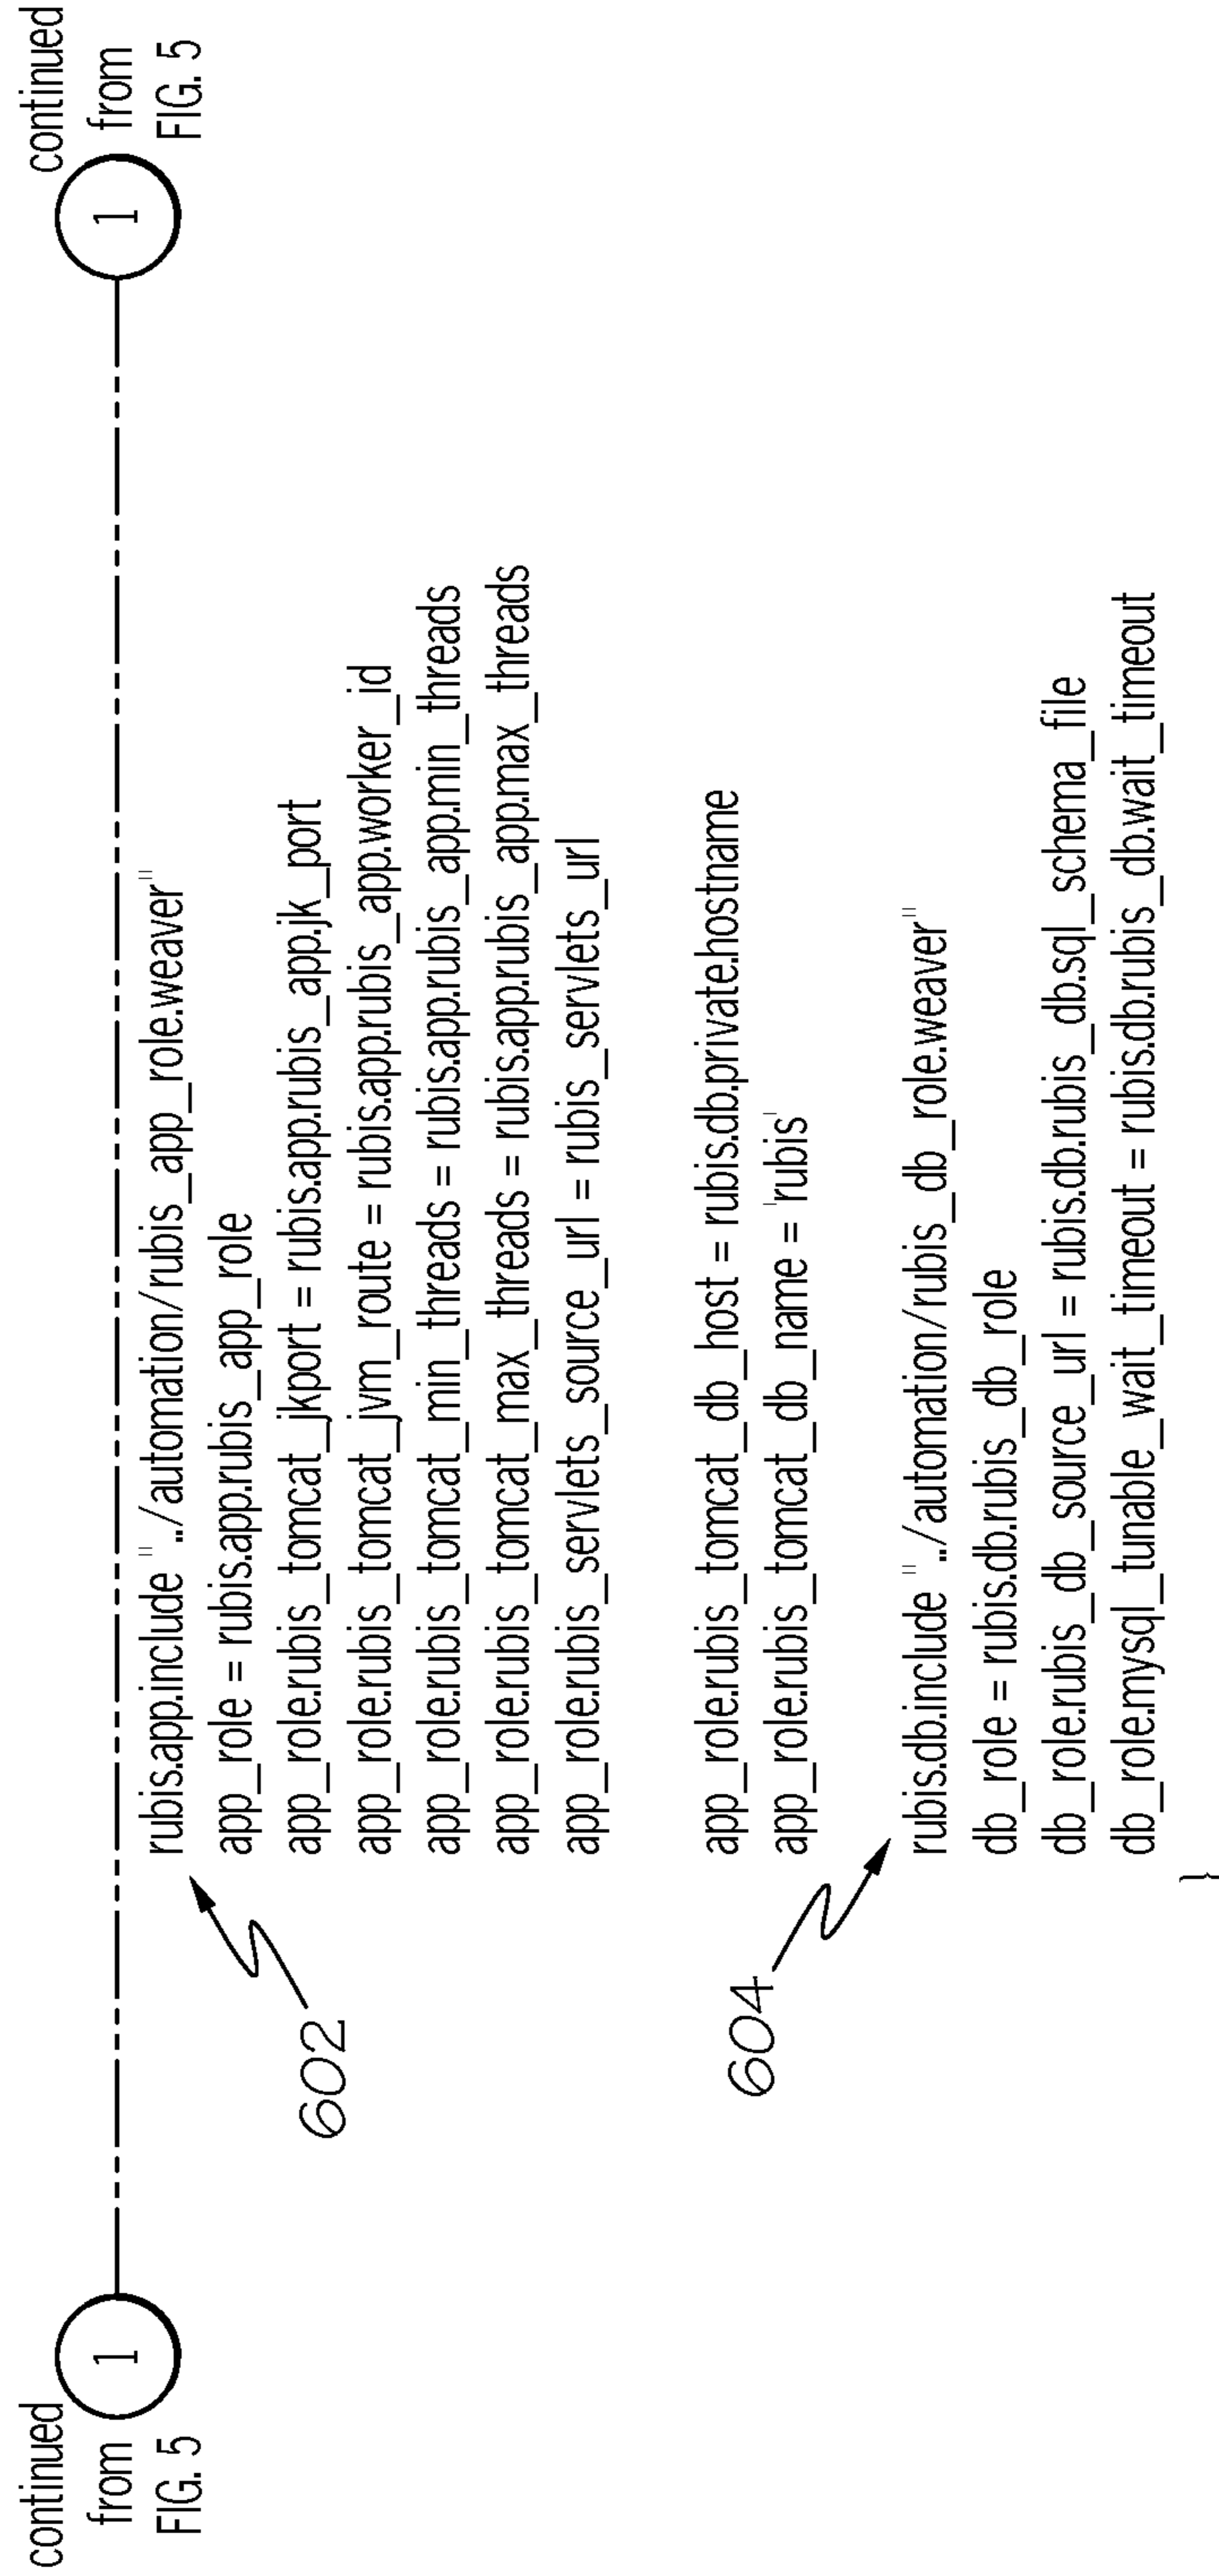 continued
from
FIG. 5
1
1
continued
from
FIG. 5
rubis.app.include "../automation/rubis_app_role.weaver"
app_role = rubis.app.rubis_app_role
app_role.rubis_tomcat_jkport = rubis.app.rubis_app.jk_port
app_role.rubis_tomcat_jvm_route = rubis.app.rubis_app.worker_id
app_role.rubis_tomcat_min_threads = rubis.app.rubis_app.min_threads
app_role.rubis_tomcat_max_threads = rubis.app.rubis_app.max_threads
app_role.rubis_servlets_source_url = rubis_servlets_url
602
app_role.rubis_tomcat_db_host = rubis.db.private.hostname
app_role.rubis_tomcat_db_name = 'rubis'
604
rubis.db.include "../automation/rubis_db_role.weaver"
db_role = rubis.db.rubis_db_role
db_role.rubis_db_source_url = rubis.db.rubis_db.sql_schema_file
db_role.mysql_tunable_wait_timeout = rubis.db.rubis_db.wait_timeout
}